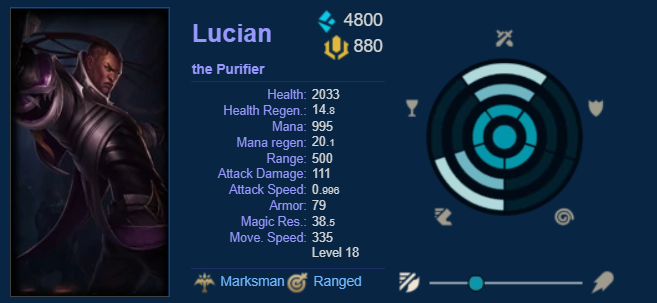 Lucian
4800
880
the Purifier
Health: 2033
Health Regen.: 14.8
Mana: 995
Mana regen: 20.1
Range: 500
Attack Damage: 111
Attack Speed: 0.996
Armor: 79
Magic Res.: 38.5
Move. Speed: 335
Level 18
Marksman Ranged